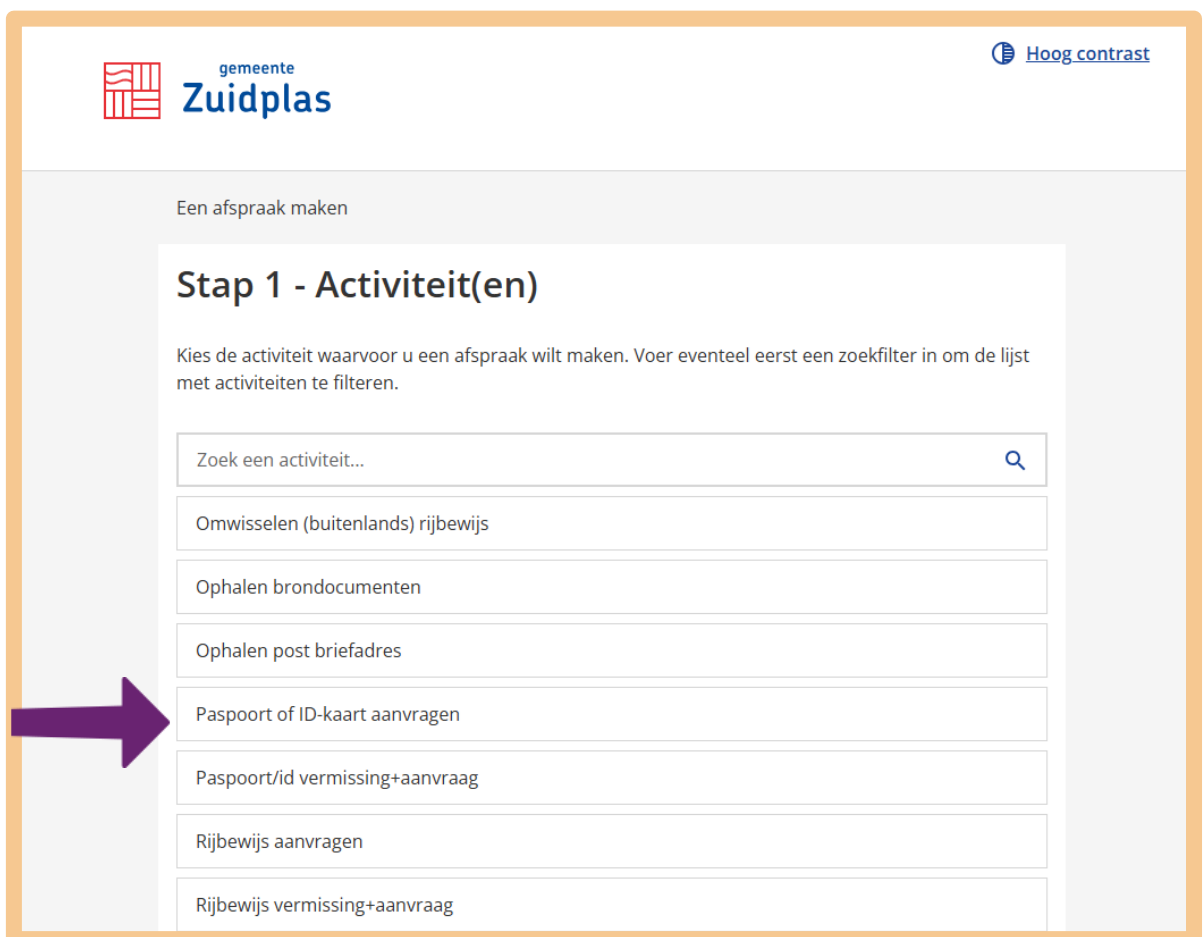 gemeente
Zuidplas
Hoog contrast
Een afspraak maken
Stap 1 - Activiteit(en)
Kies de activiteit waarvoor u een afspraak wilt maken. Voer eventueel eerst een zoekfilter in om de lijst
met activiteiten te filteren.
Zoek een activiteit...
Omwisselen (buitenlands) rijbewijs
Ophalen brondocumenten
Ophalen post briefadres
Paspoort of ID-kaart aanvragen
Paspoort/id vermissing+aanvraag
Rijbewijs aanvragen
Rijbewijs vermissing+aanvraag